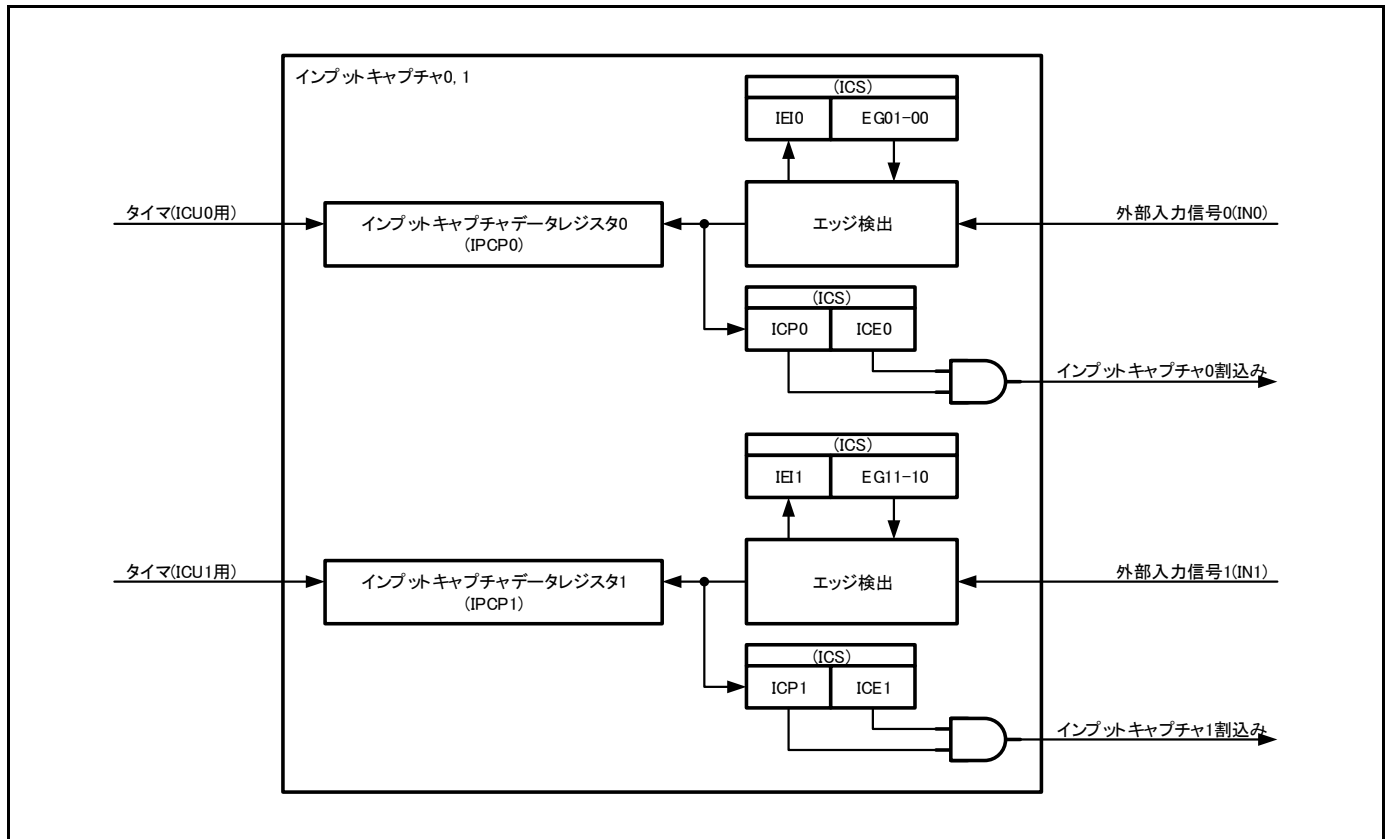 インプットキャプチャ0, 1
(ICS)
IEI0
EG01-00
タイマ(ICU0用)
インプットキャプチャデータレジスタ0
(IPCP0)
エッジ検出
外部入力信号0(IN0)
(ICS)
ICP0
ICE0
インプットキャプチャ0割込み
(ICS)
IEI1
EG11-10
タイマ(ICU1用)
インプットキャプチャデータレジスタ1
(IPCP1)
エッジ検出
外部入力信号1(IN1)
(ICS)
ICP1
ICE1
インプットキャプチャ1割込み